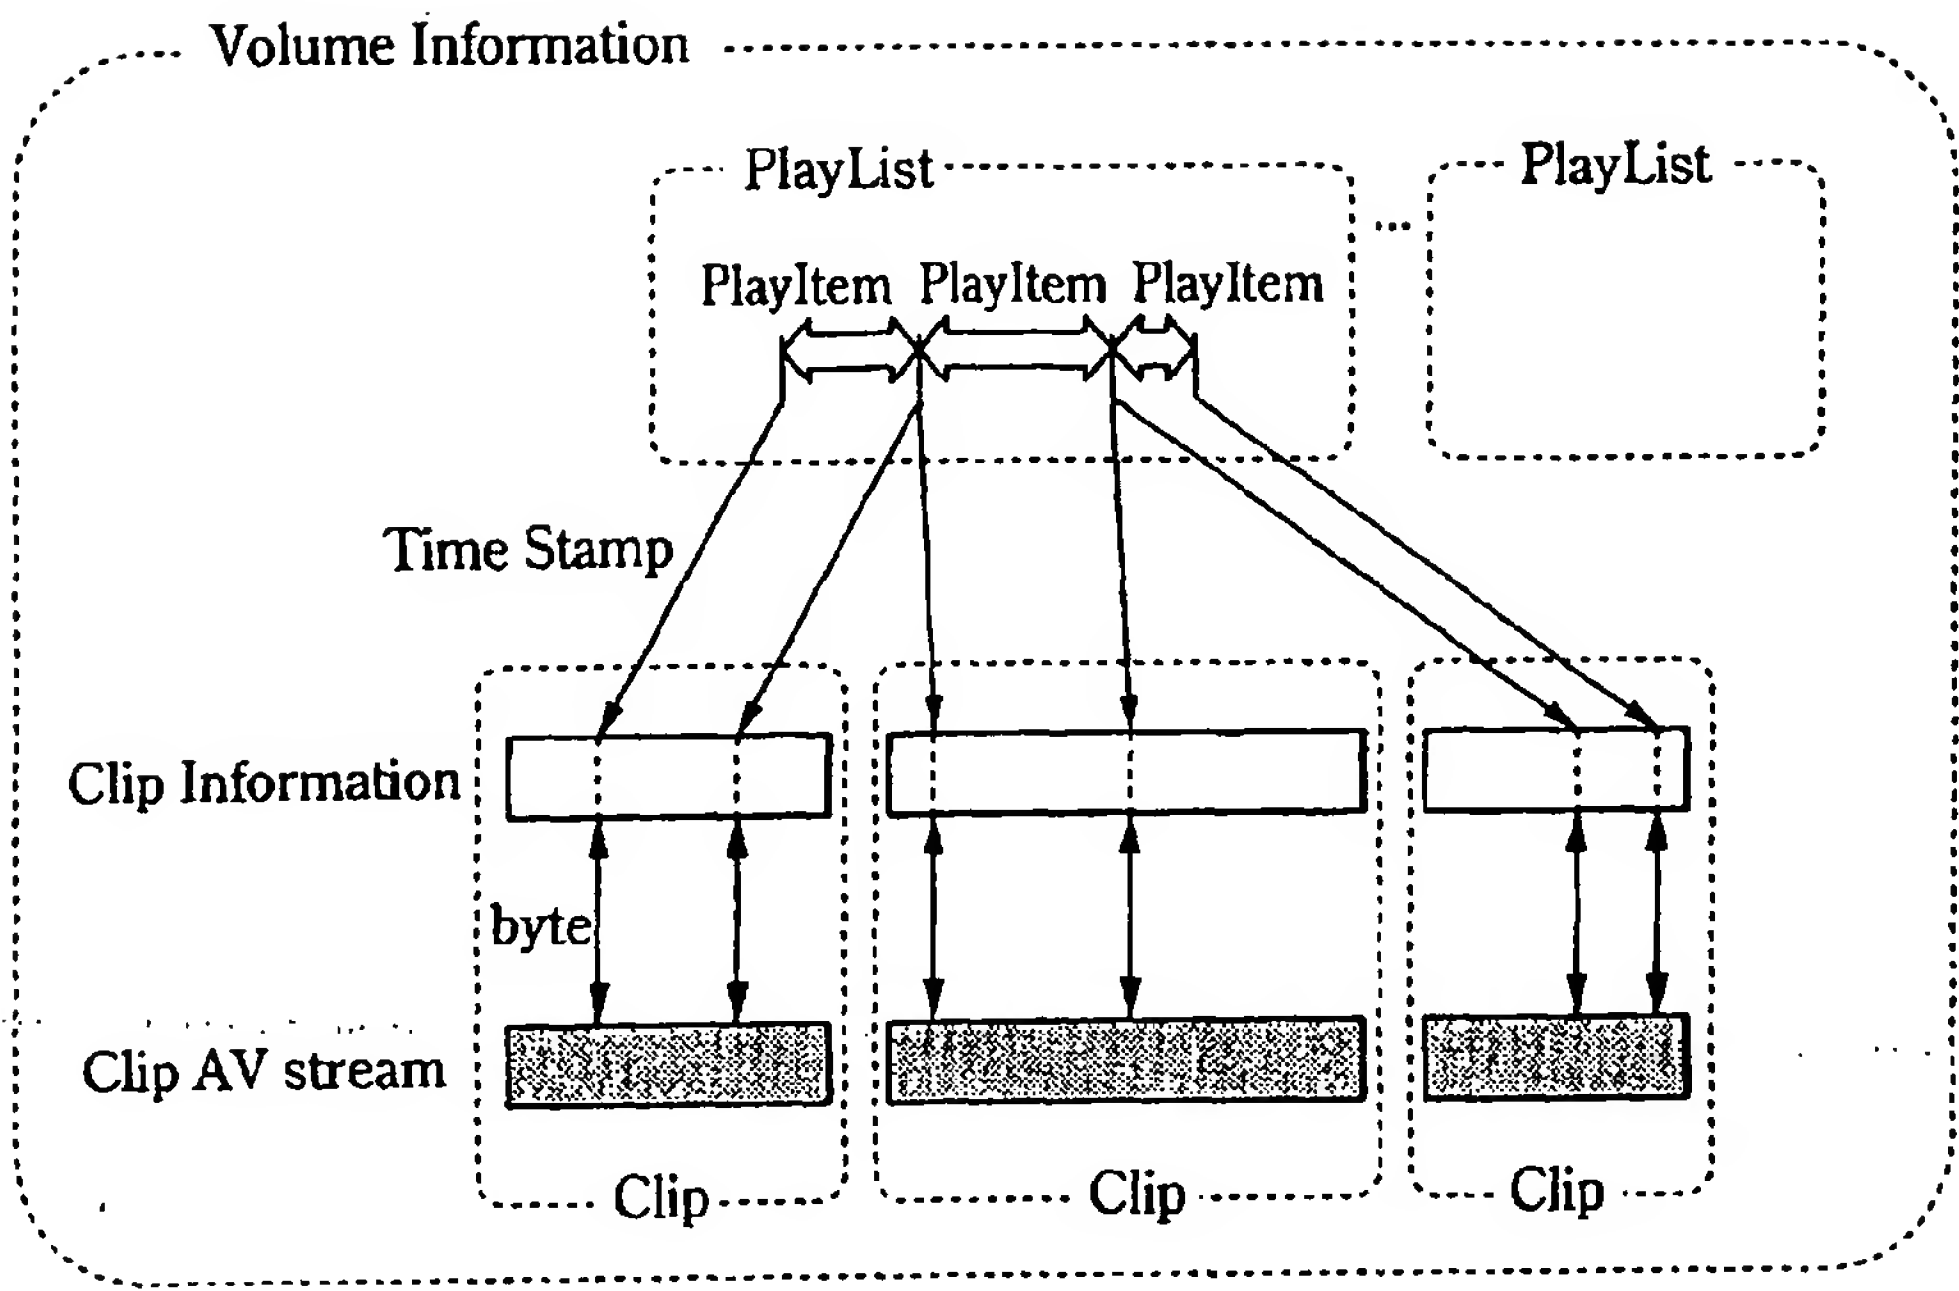 Volume Information
PlayList
PlayList
...
PlayItem PlayItem PlayItem
Time Stamp
Clip Information
byte
Clip AV stream
Clip
Clip
Clip